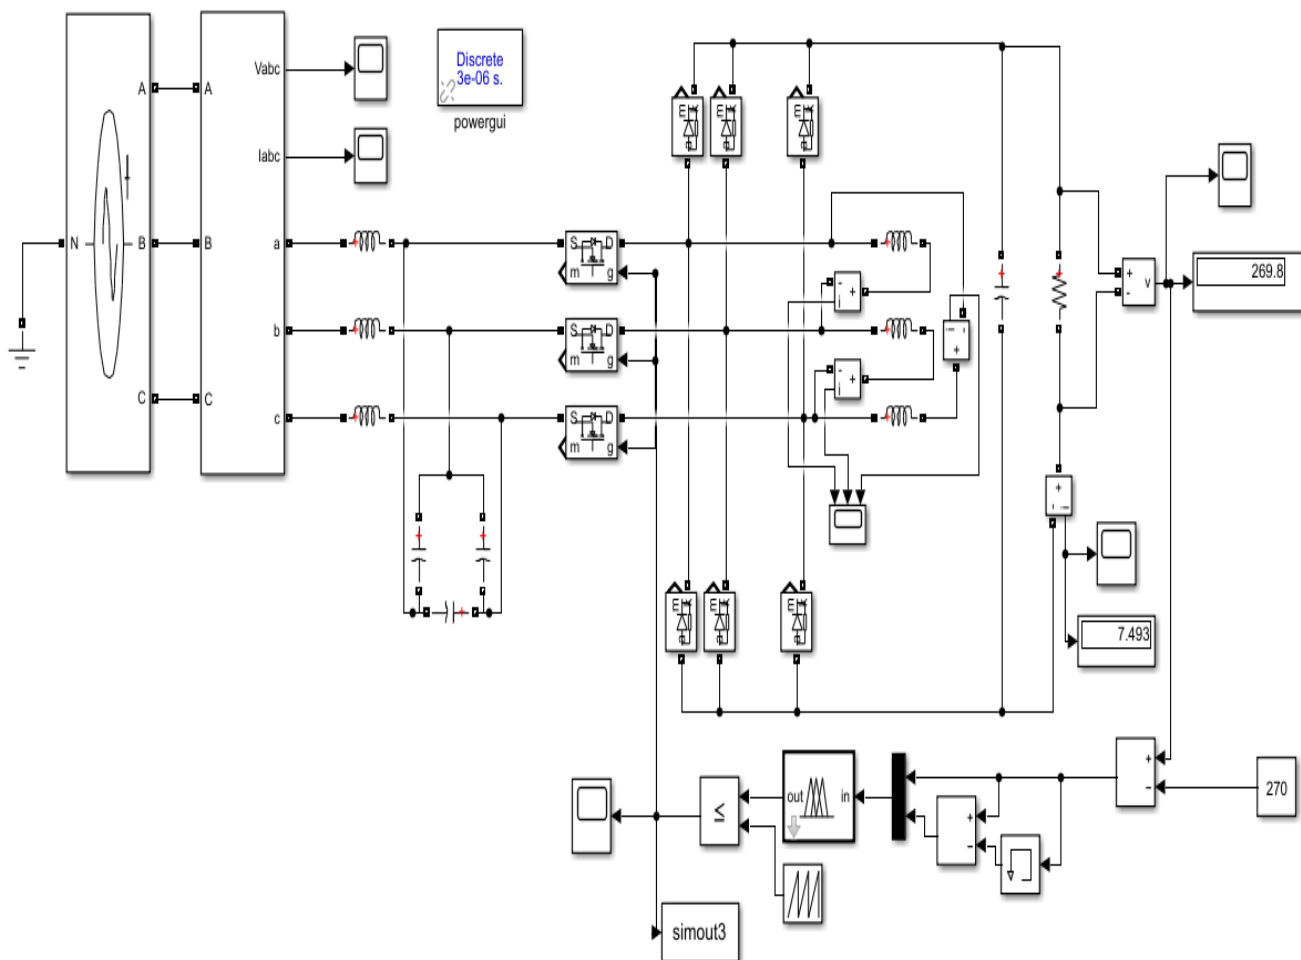 Discrete
3e-06 s.
powergui
Vabc
A
A
Iabc
N
B
B
a
b
C
C
c
S
D
m
g
S
D
m
g
S
D
m
g
m
k
a
m
k
a
m
k
a
m
k
a
m
k
a
m
k
a
+
-
i
+
-
i
+
-
i
+
-
v
269.8
+
-
i
7.493
+
−
270
out
in
≤
+
−
simout3